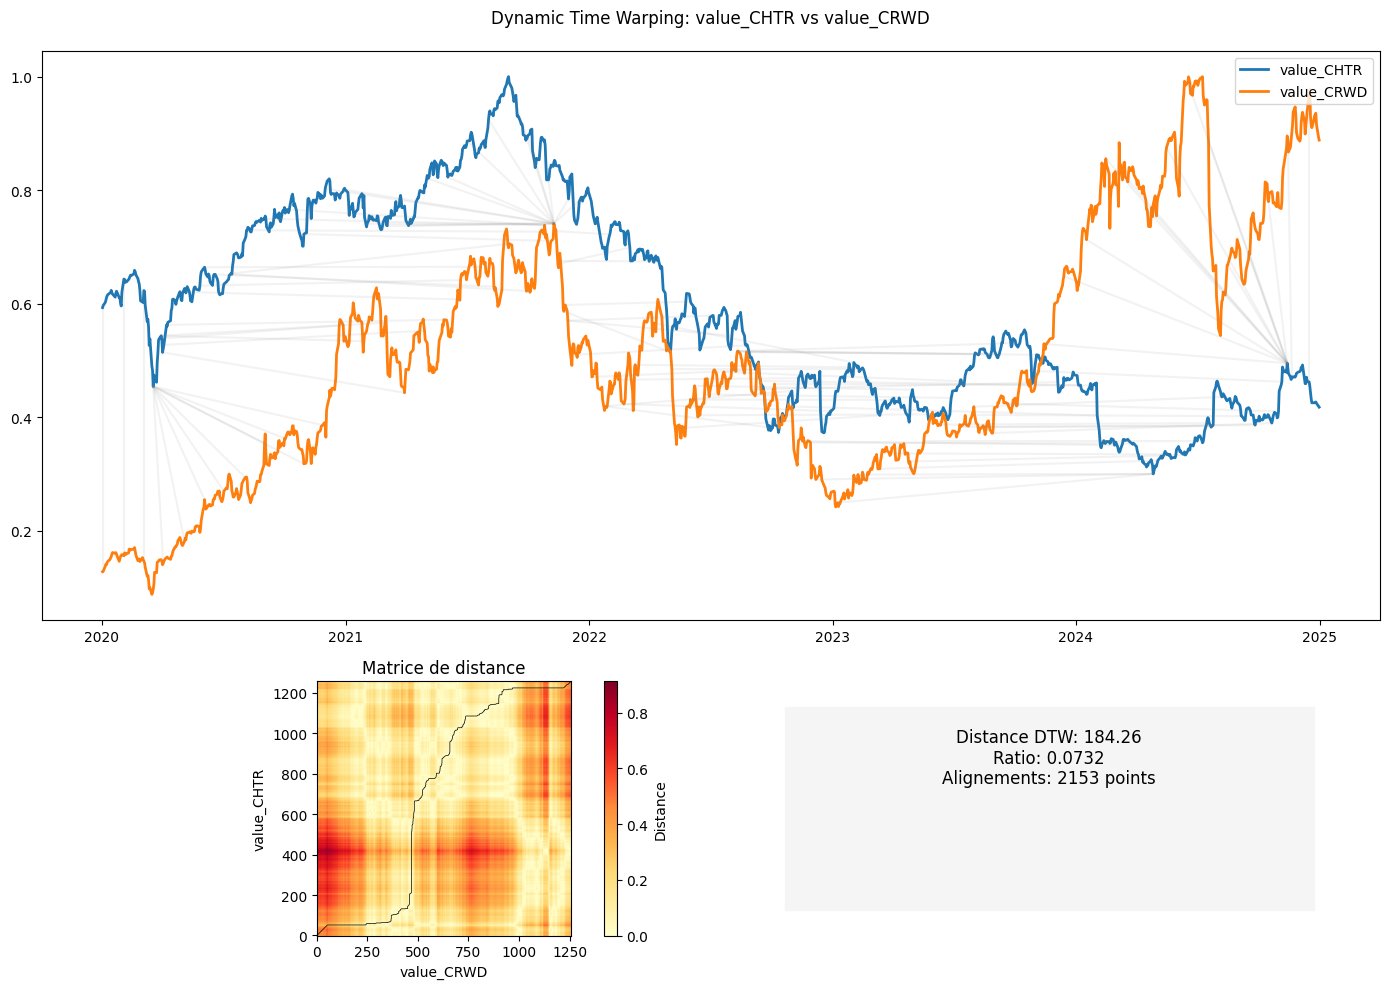 Dynamic Time Warping: value_CHTR vs value_CRWD
value_CHTR
value_CRWD
1.0
0.8
0.6
0.4
0.2
2020 2021 2022 2023 2024 2025
Matrice de distance
value_CHTR
1200
1000
800
600
400
200
0
0 250 500 750 1000 1250
value_CRWD
0.8
0.6
0.4
0.2
0.0
Distance
Distance DTW: 184.26
Ratio: 0.0732
Alignements: 2153 points